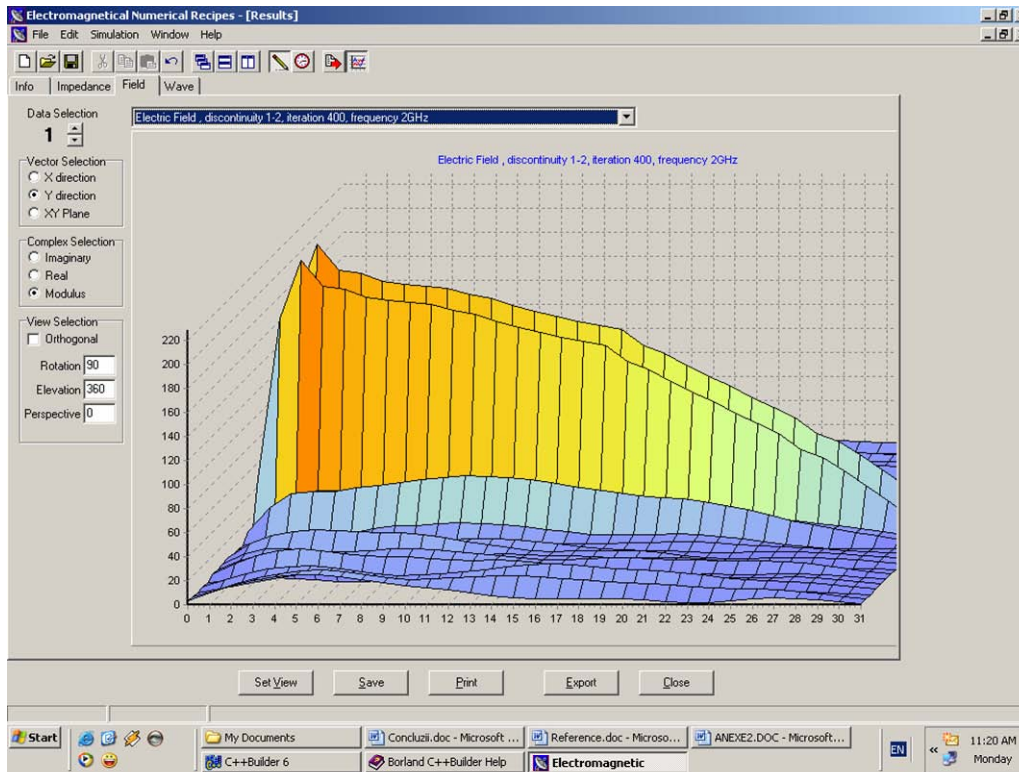 Electromagnetical Numerical Recipes - [Results]
File Edit Simulation Window Help
Info Impedance Field Wave
Data Selection
1
Electric Field , discontinuity 1-2, iteration 400, frequency 2GHz
Electric Field , discontinuity 1-2, iteration 400, frequency 2GHz
Vector Selection
X direction
Y direction
XY Plane
Complex Selection
Imaginary
Real
Modulus
View Selection
Orthogonal
Rotation 90
Elevation 360
Perspective 0
220
200
180
160
140
120
100
80
60
40
20
0
0 1 2 3 4 5 6 7 8 9 10 11 12 13 14 15 16 17 18 19 20 21 22 23 24 25 26 27 28 29 30 31
Set View Save Print Export Close
Start My Documents Concluzii.doc - Microsoft ... Reference.doc - Microso... ANEXE2.DOC - Microsoft... EN « 11:20 AM
C++Builder 6 Borland C++Builder Help Electromagnetic Monday